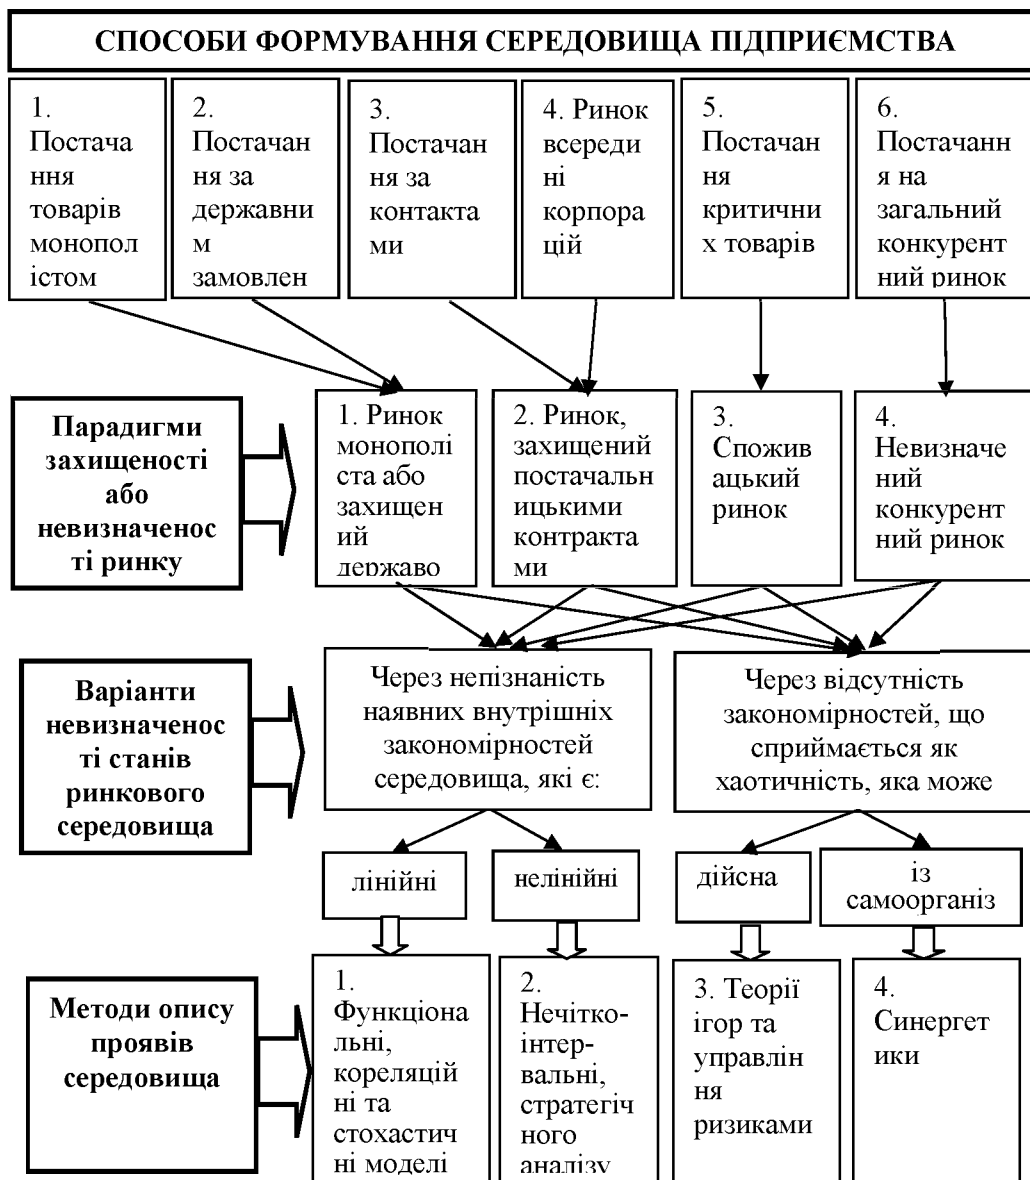 СПОСОБИ ФОРМУВАННЯ СЕРЕДОВИЩА ПІДПРИЄМСТВА
1.
Постача
ння
товарів
монопол
істом
2.
Постачан
ня за
державни
м
замовлен
3.
Постачан
ня за
контакта
ми
4. Ринок
всереди
ні
корпора
цій
5.
Постачан
ня
критични
х товарів
6.
Постачанн
я на
загальний
конкурент
ний ринок
Парадигми
захищеності
або
невизначенос
ті ринку
1. Ринок
монополі
ста або
захищен
ий
державо
2. Ринок,
захищений
постачальн
ицькими
контракта
ми
3.
Спожив
ацький
ринок
4.
Невизначе
ний
конкурент
ний ринок
Варіанти
невизначенос
ті станів
ринкового
середовища
Через непізнаність
наявних внутрішніх
закономірностей
середовища, які є:
Через відсутність
закономірностей, що
сприймається як
хаотичність, яка може
лінійні
нелінійні
дійсна
із
самоорганіз
Методи опису
проявів
середовища
1.
Функціона
льні,
кореляцій
ні та
стохастич
ні моделі
2.
Нечітко-
інтер-
вальні,
стратегіч
ного
аналізу
3. Теорії
ігор та
управлін
ня
ризиками
4.
Синергет
ики